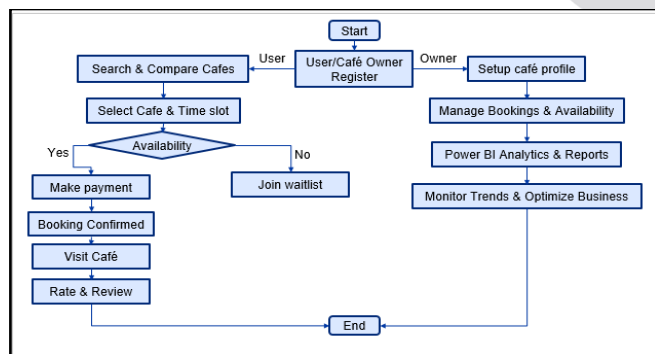 Start
User
User/Café Owner
Register
Owner
Search & Compare Cafes
Setup café profile
Select Cafe & Time slot
Manage Bookings & Availability
Availability
Yes
No
Power BI Analytics & Reports
Make payment
Join waitlist
Monitor Trends & Optimize Business
Booking Confirmed
Visit Café
Rate & Review
End